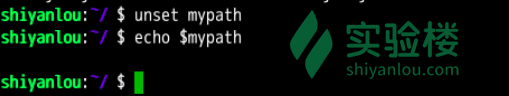 shiyanlou:~/ $ unset mypath
shiyanlou:~/ $ echo $mypath
shiyanlou:~/ $
实验楼
shiyanlou.com